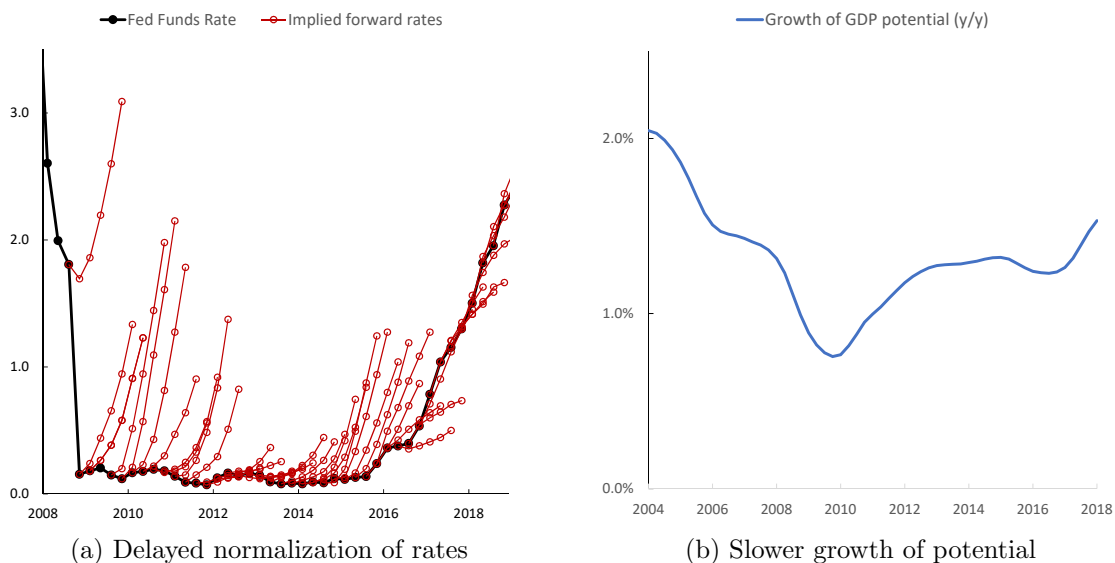 Fed Funds Rate Implied forward rates
3.0
2.0
1.0
0.0
2008 2010 2012 2014 2016 2018
(a) Delayed normalization of rates
Growth of GDP potential (y/y)
2.0%
1.0%
0.0%
2004 2006 2008 2010 2012 2014 2016 2018
(b) Slower growth of potential